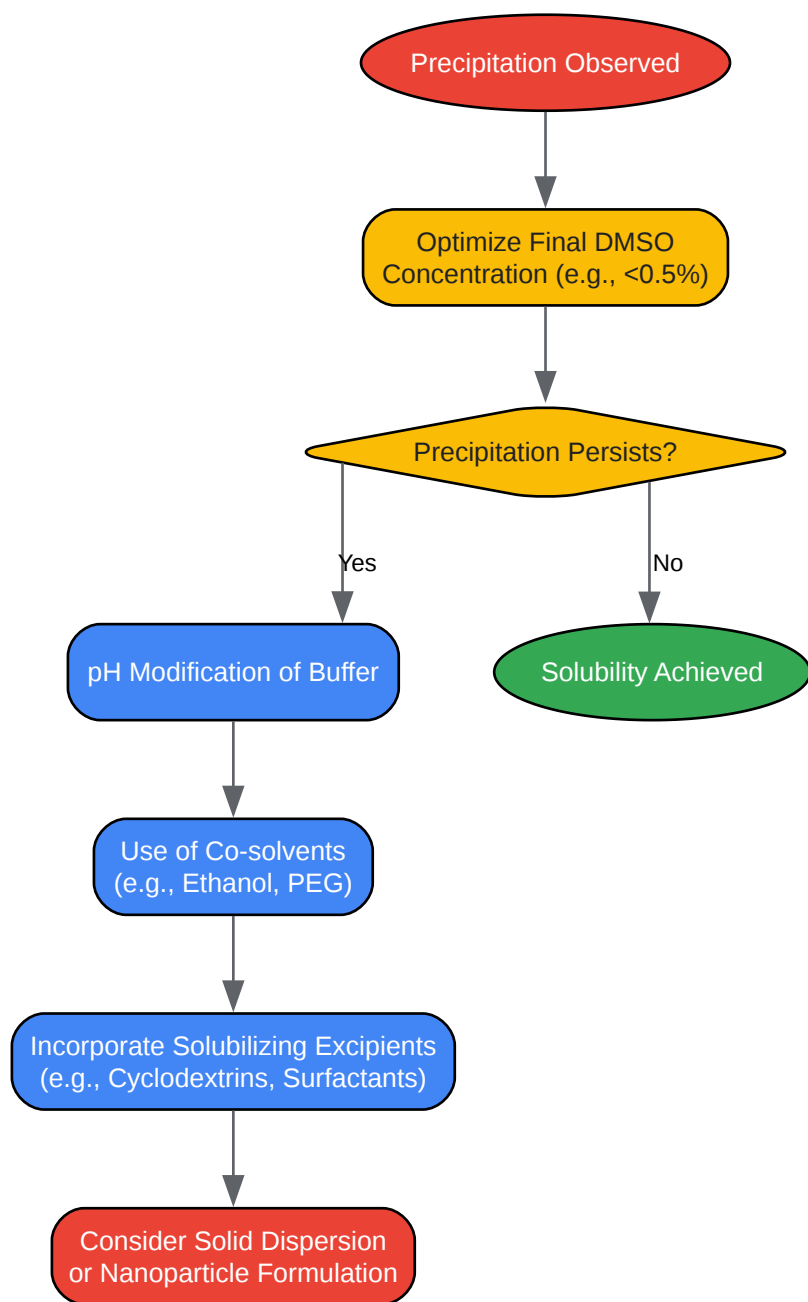 Precipitation Observed
Optimize Final DMSO
Concentration (e.g., <0.5%)
Precipitation Persists?
Yes
No
pH Modification of Buffer
Solubility Achieved
Use of Co-solvents
(e.g., Ethanol, PEG)
Incorporate Solubilizing Excipients
(e.g., Cyclodextrins, Surfactants)
Consider Solid Dispersion
or Nanoparticle Formulation